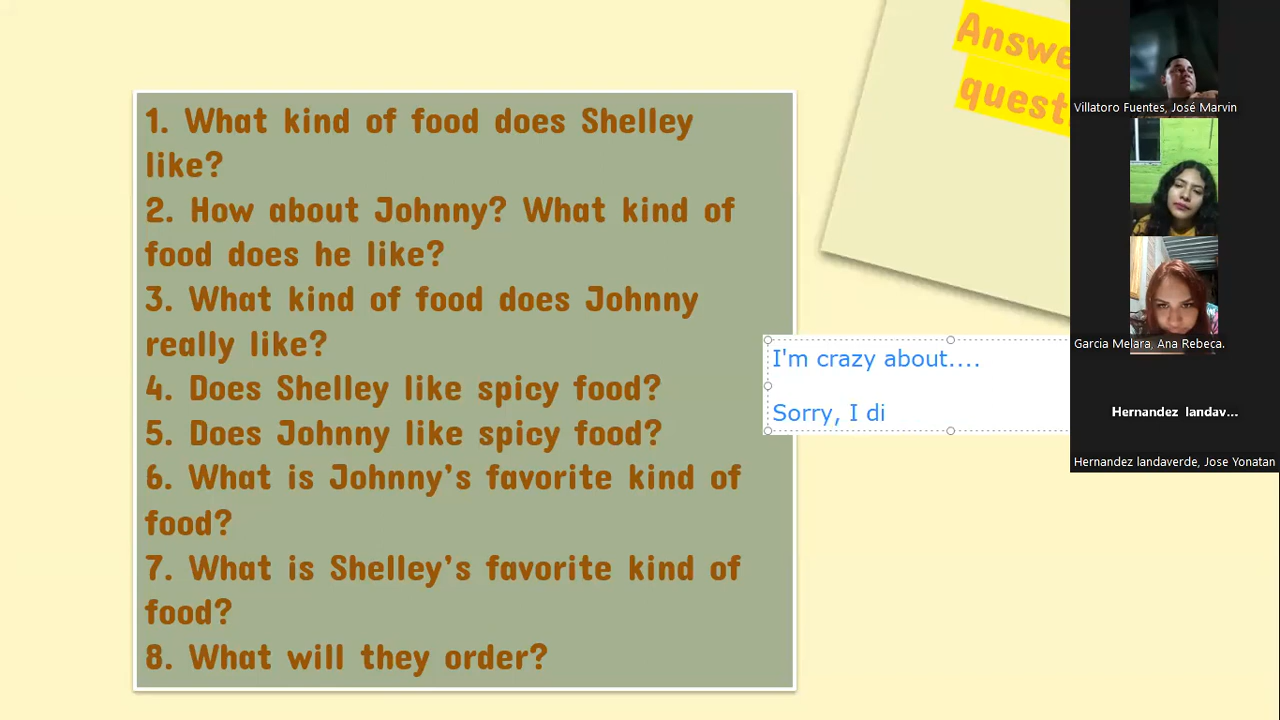 1. What kind of food does Shelley
like?
2. How about Johnny? What kind of
food does he like?
3. What kind of food does Johnny
really like?
4. Does Shelley like spicy food?
5. Does Johnny like spicy food?
6. What is Johnny's favorite kind of
food?
7. What is Shelley's favorite kind of
food?
8. What will they order?
I'm crazy about....
Sorry, I di
Villatoro Fuentes, José Marvin
Garcia Melara, Ana Rebeca.
Hernandez landav...
Hernandez landaverde, Jose Yonatan